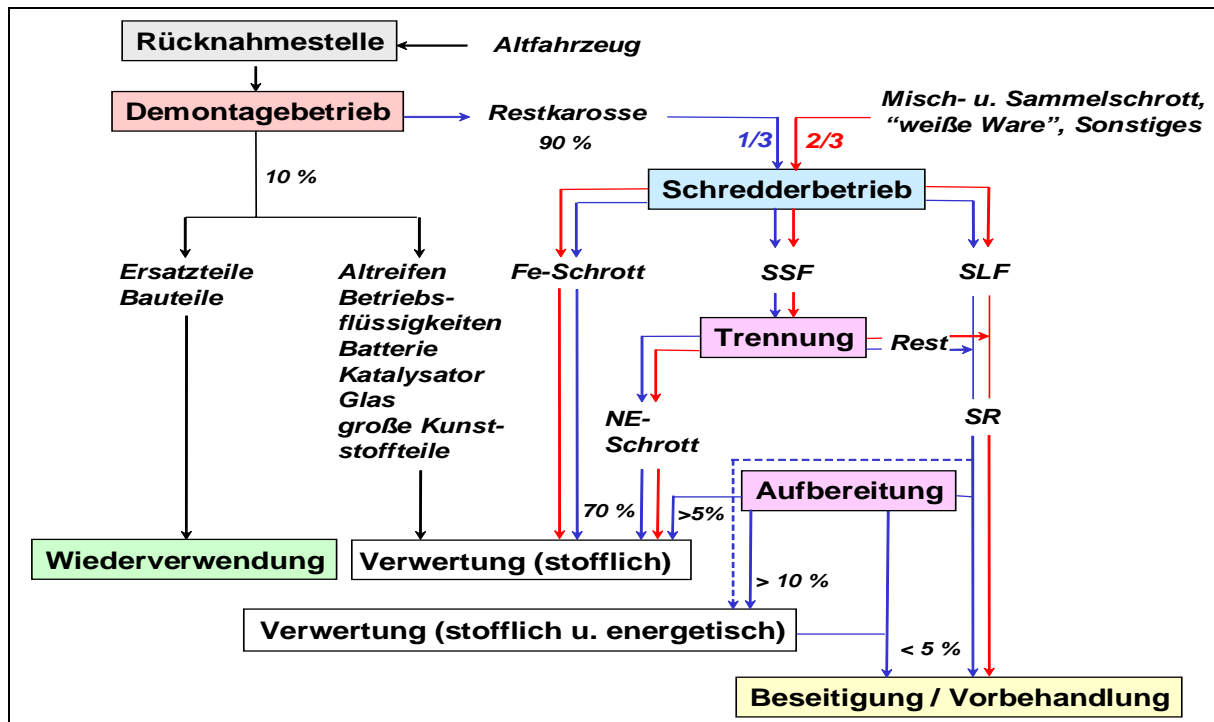 Rücknahmestelle
Altfahrzeug
Demontagebetrieb
Restkarosse
90 %
Misch- u. Sammelschrott,
“weiße Ware”, Sonstiges
1/3
2/3
10 %
Schredderbetrieb
Ersatzteile
Bauteile
Altreifen
Betriebs-
flüssigkeiten
Batterie
Katalysator
Glas
große Kunst-
stoffteile
Fe-Schrott
SSF
SLF
Trennung
Rest
NE-
Schrott
SR
Aufbereitung
70 %
>5%
Wiederverwendung
Verwertung (stofflich)
> 10 %
Verwertung (stofflich u. energetisch)
< 5 %
Beseitigung / Vorbehandlung